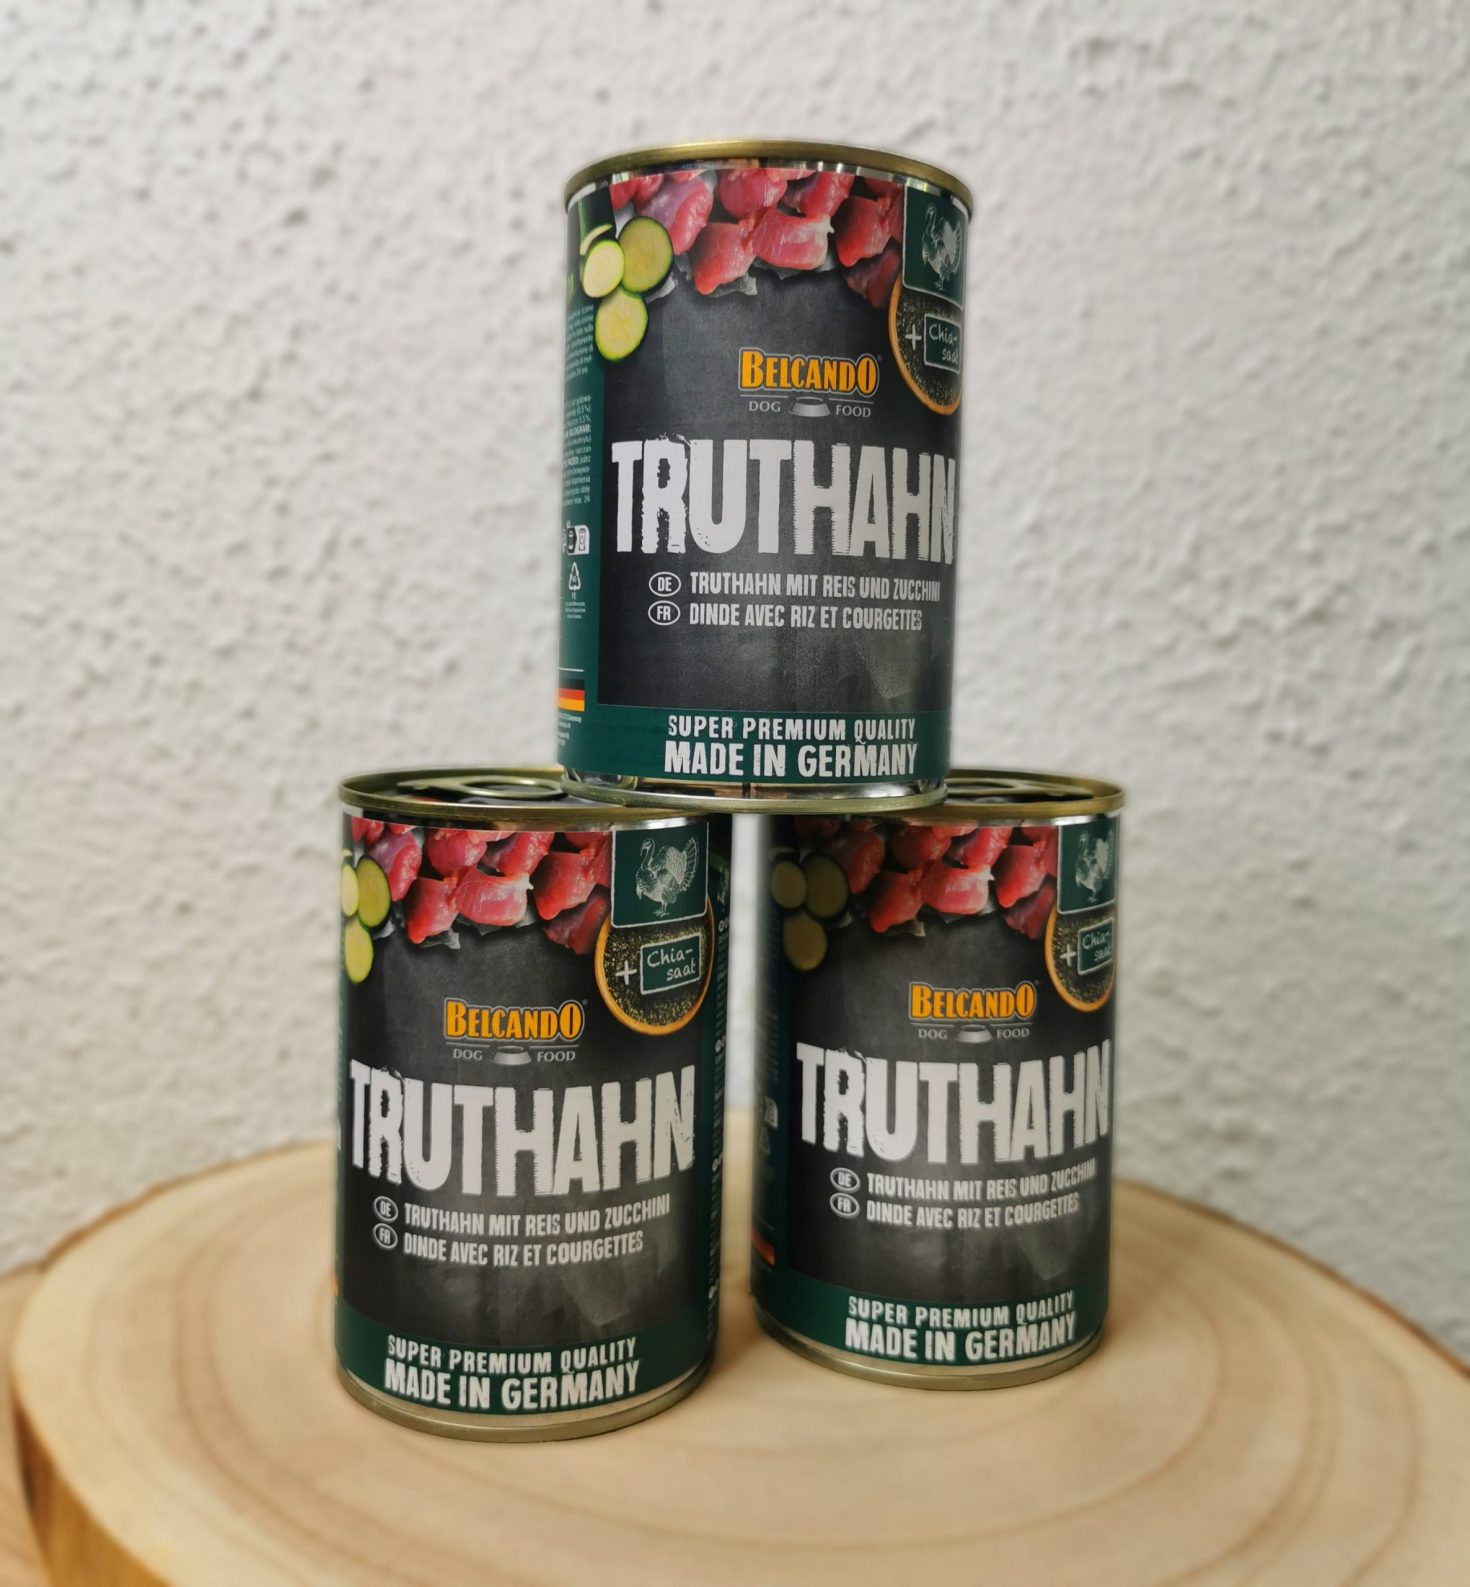 + Chia-
saat
BELCANDO®
DOG FOOD
TRUTHAHN
DE TRUTHAHN MIT REIS UND ZUCCHINI
FR DINDE AVEC RIZ ET COURGETTES
SUPER PREMIUM QUALITY
MADE IN GERMANY
+ Chia-
saat
BELCANDO®
DOG FOOD
TRUTHAHN
DE TRUTHAHN MIT REIS UND ZUCCHINI
FR DINDE AVEC RIZ ET COURGETTES
SUPER PREMIUM QUALITY
MADE IN GERMANY
+ Chia-
saat
BELCANDO®
DOG FOOD
TRUTHAHN
DE TRUTHAHN MIT REIS UND ZUCCHINI
FR DINDE AVEC RIZ ET COURGETTES
SUPER PREMIUM QUALITY
MADE IN GERMANY